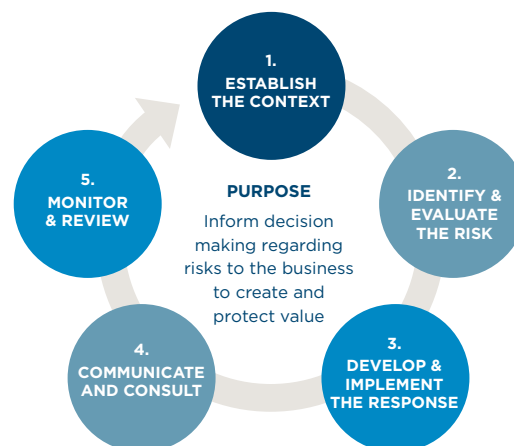 1.
ESTABLISH
THE CONTEXT
2.
IDENTIFY &
EVALUATE
THE RISK
3.
DEVELOP &
IMPLEMENT
THE RESPONSE
4.
COMMUNICATE
AND CONSULT
5.
MONITOR
& REVIEW
PURPOSE
Inform decision
making regarding
risks to the business
to create and
protect value